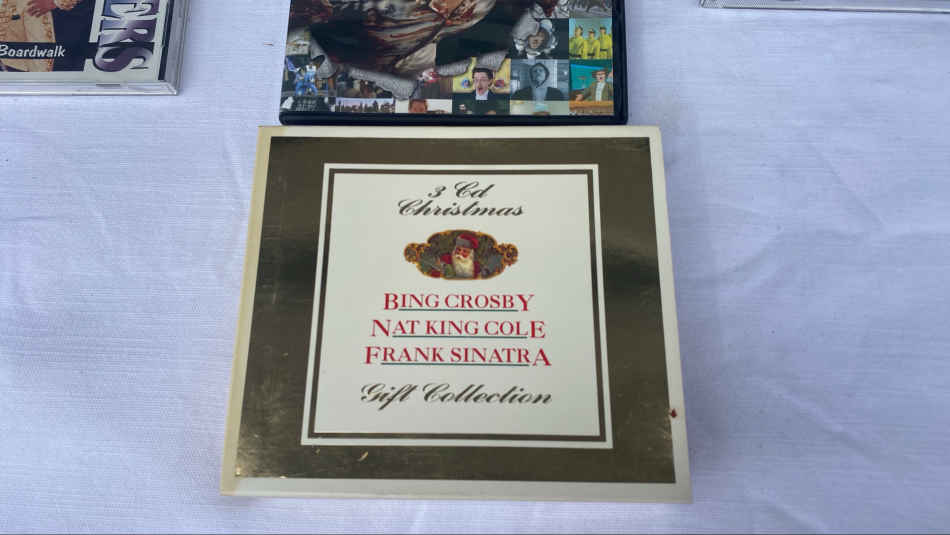 Boardwalk
3 Cd
Christmas
BING CROSBY
NAT KING COLE
FRANK SINATRA
Gift Collection